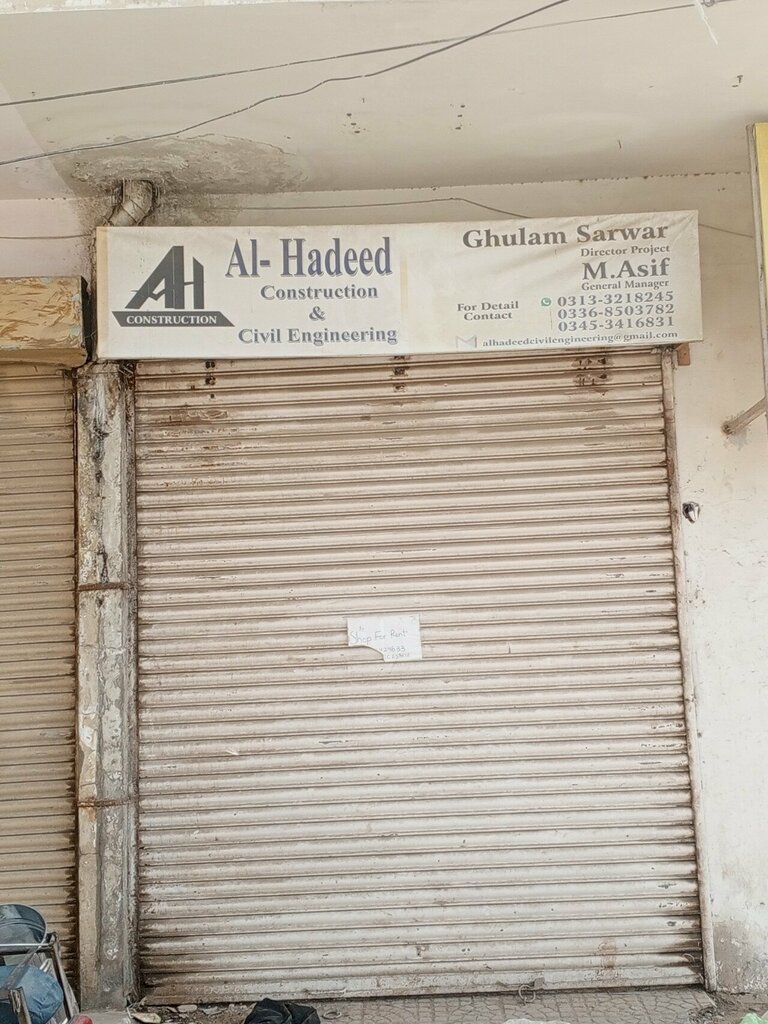 AH
CONSTRUCTION
Al- Hadeed
Construction
&
Civil Engineering
Ghulam Sarwar
Director Project
M.Asif
General Manager
For Detail
Contact
0313-3218245
0336-8503782
0345-3416831
alhadeedcivilengineering@gmail.com
Shop For Rent